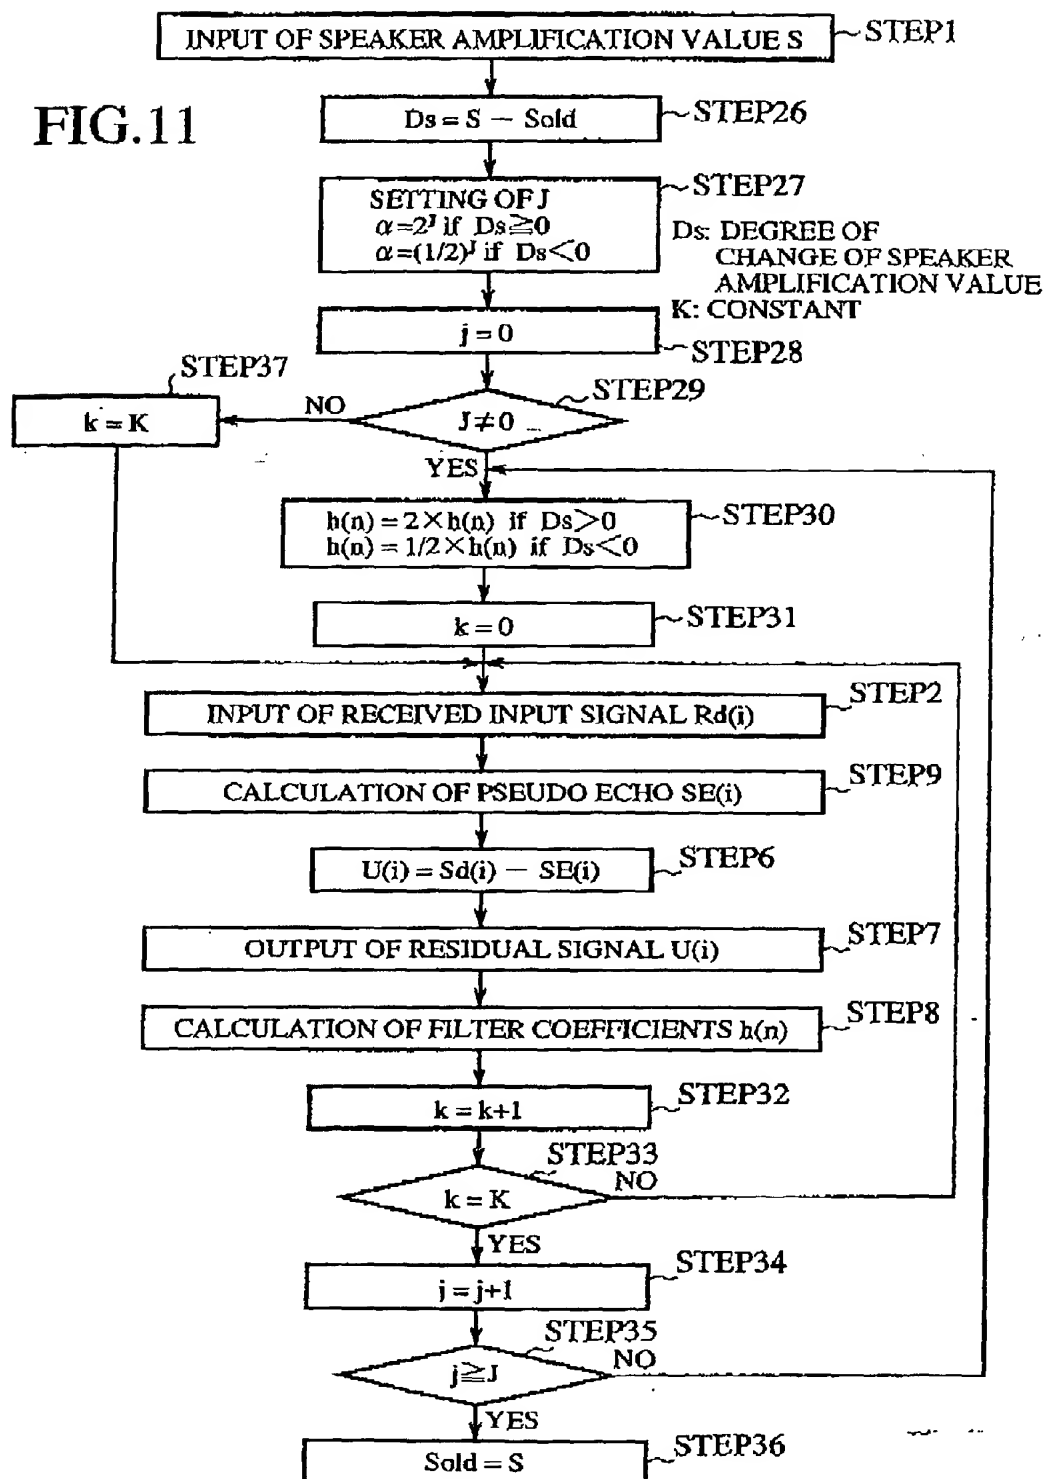 INPUT OF SPEAKER AMPLIFICATION VALUE S
STEP1
FIG.11
Ds = S − Sold
STEP26
SETTING OF J
α=2ᴶ if Ds≧0
α=(1/2)ᴶ if Ds<0
STEP27
Ds: DEGREE OF
CHANGE OF SPEAKER
AMPLIFICATION VALUE
K: CONSTANT
j = 0
STEP28
STEP37
k = K
NO
STEP29
J≠0
YES
h(n) = 2×h(n) if Ds>0
h(n) = 1/2×h(n) if Ds<0
STEP30
k = 0
STEP31
INPUT OF RECEIVED INPUT SIGNAL Rd(i)
STEP2
CALCULATION OF PSEUDO ECHO SE(i)
STEP9
U(i) = Sd(i) − SE(i)
STEP6
OUTPUT OF RESIDUAL SIGNAL U(i)
STEP7
CALCULATION OF FILTER COEFFICIENTS h(n)
STEP8
k = k+1
STEP32
STEP33
k = K
NO
YES
j = j+1
STEP34
STEP35
j≧J
NO
YES
Sold = S
STEP36